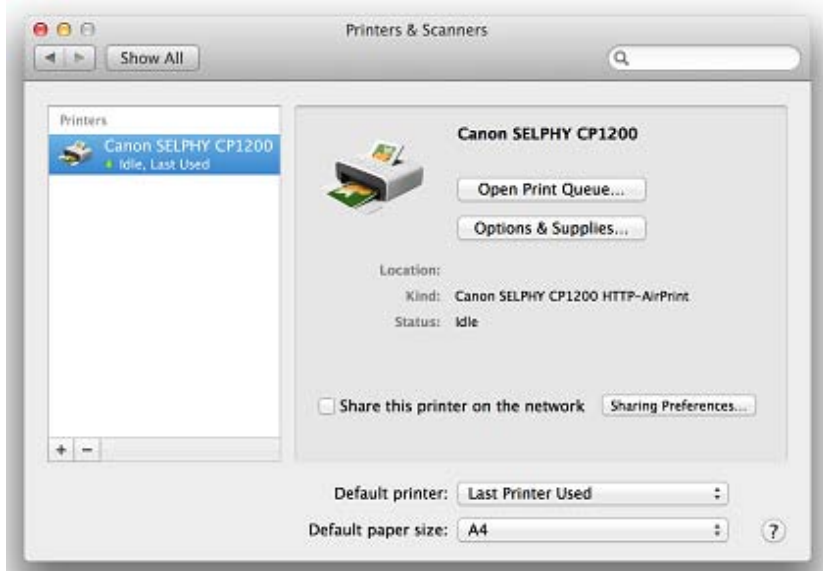 Printers & Scanners
Show All
Printers
Canon SELPHY CP1200
Idle, Last Used
Canon SELPHY CP1200
Open Print Queue...
Options & Supplies...
Location:
Kind: Canon SELPHY CP1200 HTTP-AirPrint
Status: Idle
Share this printer on the network Sharing Preferences...
+ -
Default printer: Last Printer Used
Default paper size: A4 ?